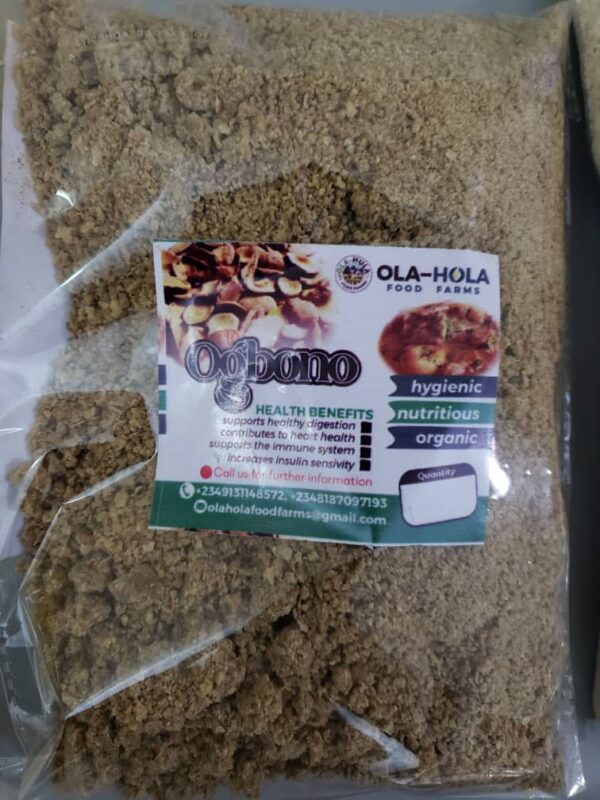 OLA-HOLA
FOOD FARMS
Ogbono
HEALTH BENEFITS
supports healthy digestion
contributes to heart health
supports the immune system
increases insulin sensivity
hygienic
nutritious
organic
Call us for further information
+2349131148572, +2348187097193
olaholafoodfarms@gmail.com
Quantity